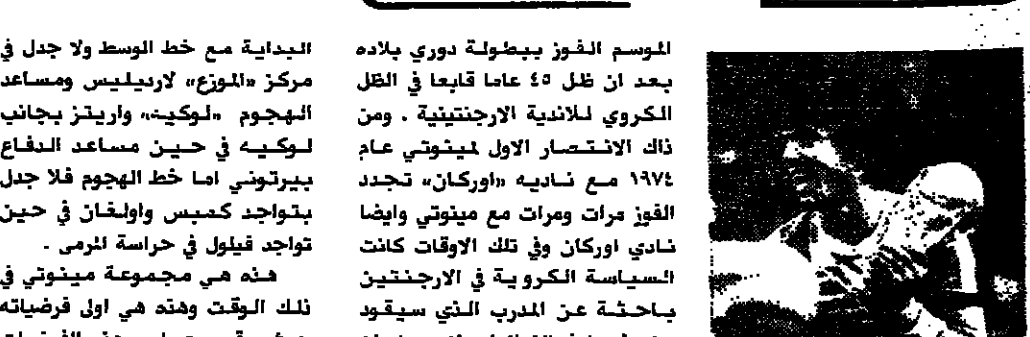 الموسم الفوز ببطولة دوري بلاده
بعد ان ظل ٤٥ عاما قابعا في الظل
الكروي للاندية الارجنتينية . ومن
ذاك الانتصار الاول لمينوتي عام
١٩٧٤ مع ناديه «اوركان» تجدد
الفوز مرات ومرات مع مينوتي وايضا
نادي اوركان وفي تلك الاوقات كانت
السياسة الكروية في الارجنتين
باحثة عن المدرب الذي سيقود
البداية مع خط الوسط ولا جدل في
مركز «الموزع» لارديليس ومساعد
الهجوم «لوكيه» واريتز بجانب
لوكيه في حين مساعد الدفاع
بيرتوني اما خط الهجوم فلا جدل
بتواجد كمبس واولفان في حين
تواجد فيلول في حراسة المرمى .
هذه هي مجموعة مينوتي في
ذلك الوقت وهذه هي اولى فرضياته